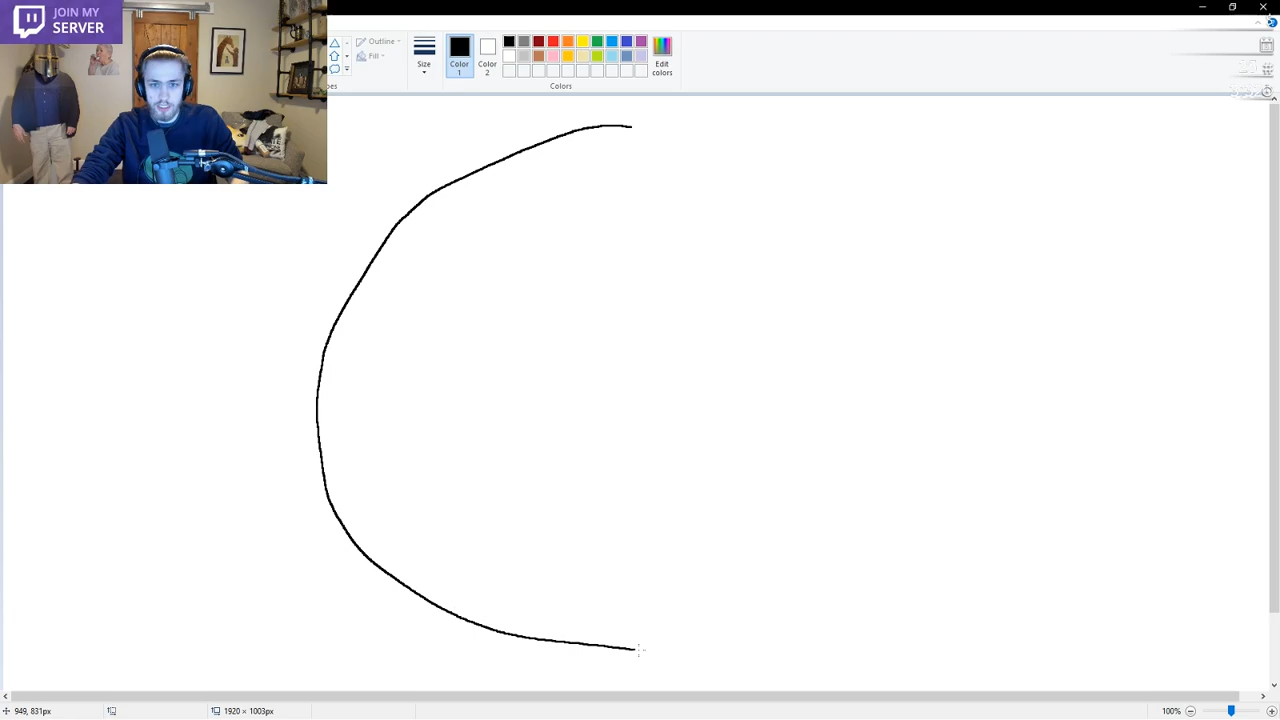 JOIN MY
SERVER
Outline
Fill
Size
Color
1
Color
2
Edit
colors
Colors
949, 831px
1920 × 1003px
100%